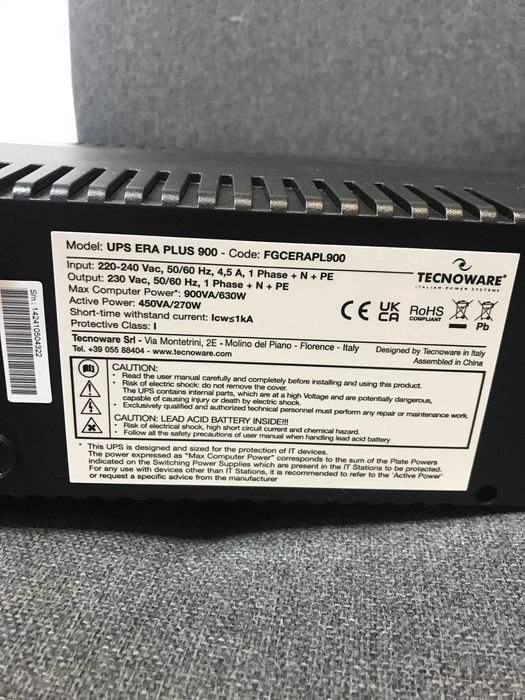 Model: UPS ERA PLUS 900 - Code: FGCERAPL900
Input: 220-240 Vac, 50/60 Hz, 4,5 A, 1 Phase + N + PE
Output: 230 Vac, 50/60 Hz, 1 Phase + N + PE
Max Computer Power*: 900VA/630W
Active Power: 450VA/270W
Short-time withstand current: Icw≤1kA
Protective Class: I
TECNOWARE®
ITALIAN POWER SYSTEMS
CE UK CA RoHS COMPLIANT Pb
Tecnoware Srl - Via Montetrini, 2E - Molino del Piano - Florence - Italy
Tel. +39 055 88404 - www.tecnoware.com
Designed by Tecnoware in Italy
Assembled in China
CAUTION:
• Read the user manual carefully and completely before installing and using this product.
• Risk of electric shock: do not remove the cover.
The UPS contains internal parts, which are at a high Voltage and are potentially dangerous,
capable of causing injury or death by electric shock.
• Exclusively qualified and authorized technical personnel must perform any repair or maintenance work.
CAUTION: LEAD ACID BATTERY INSIDE!!!
• Risk of electrical shock, high short circuit current and chemical hazard.
• Follow all the safety precautions of user manual when handling lead acid battery
* This UPS is designed and sized for the protection of IT devices.
The power expressed as "Max Computer Power" corresponds to the sum of the Plate Powers
indicated on the Switching Power Supplies which are present in the IT Stations to be protected.
For any use with devices other than IT Stations, it is recommended to refer to the 'Active Power'
or request a specific advice from the manufacturer
S/n : 142410504322